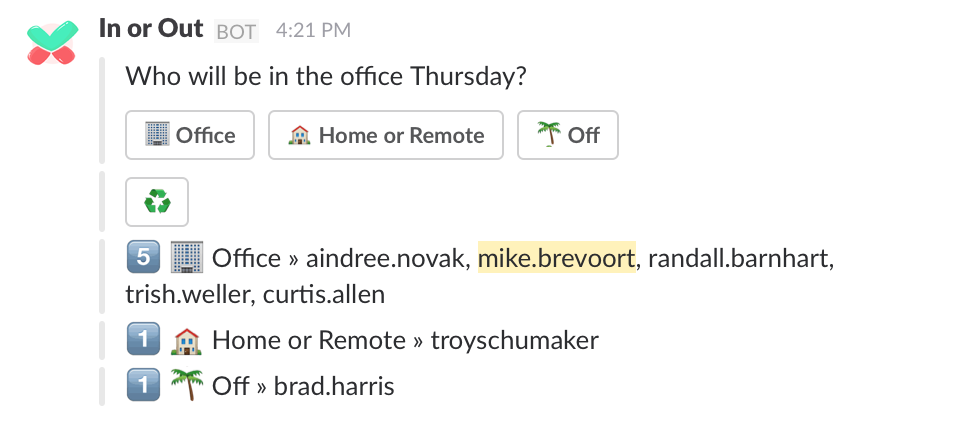 In or Out BOT 4:21 PM
Who will be in the office Thursday?
Office Home or Remote Off
5 Office » aindree.novak, mike.brevoort, randall.barnhart,
trish.weller, curtis.allen
1 Home or Remote » troyschumaker
1 Off » brad.harris